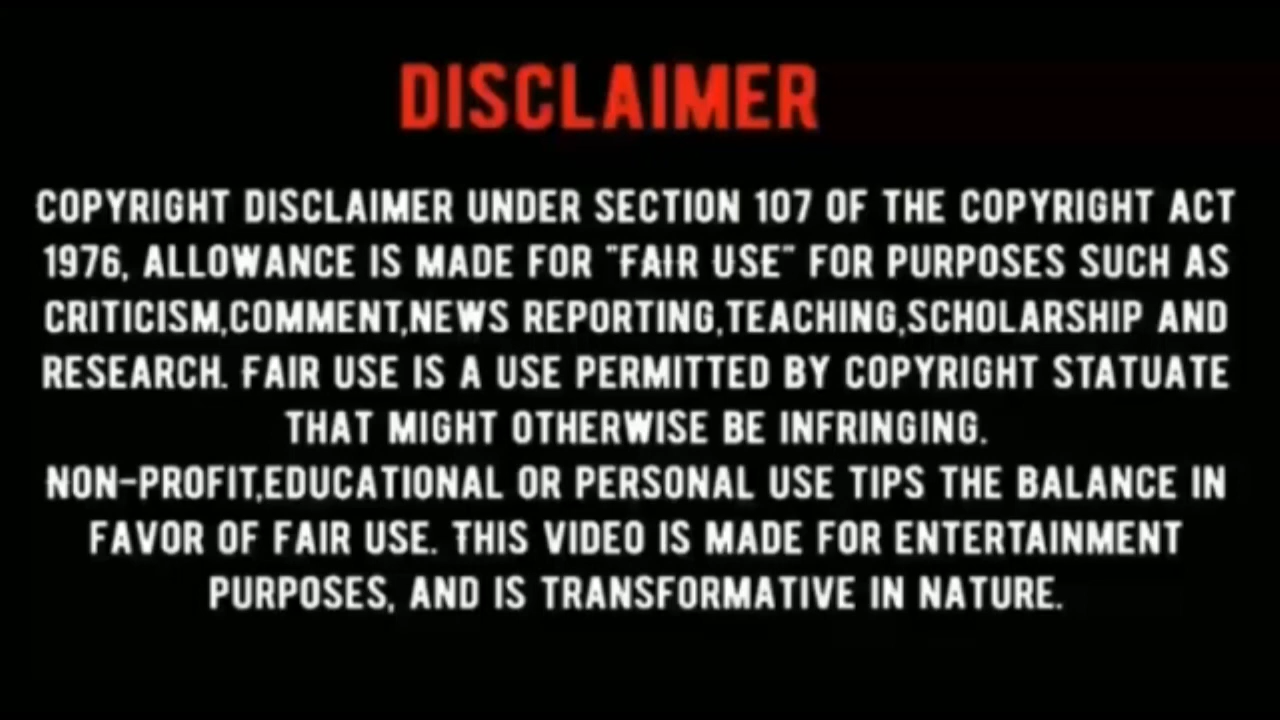 DISCLAIMER
COPYRIGHT DISCLAIMER UNDER SECTION 107 OF THE COPYRIGHT ACT
1976, ALLOWANCE IS MADE FOR "FAIR USE" FOR PURPOSES SUCH AS
CRITICISM,COMMENT,NEWS REPORTING,TEACHING,SCHOLARSHIP AND
RESEARCH. FAIR USE IS A USE PERMITTED BY COPYRIGHT STATUATE
THAT MIGHT OTHERWISE BE INFRINGING.
NON-PROFIT,EDUCATIONAL OR PERSONAL USE TIPS THE BALANCE IN
FAVOR OF FAIR USE. THIS VIDEO IS MADE FOR ENTERTAINMENT
PURPOSES, AND IS TRANSFORMATIVE IN NATURE.